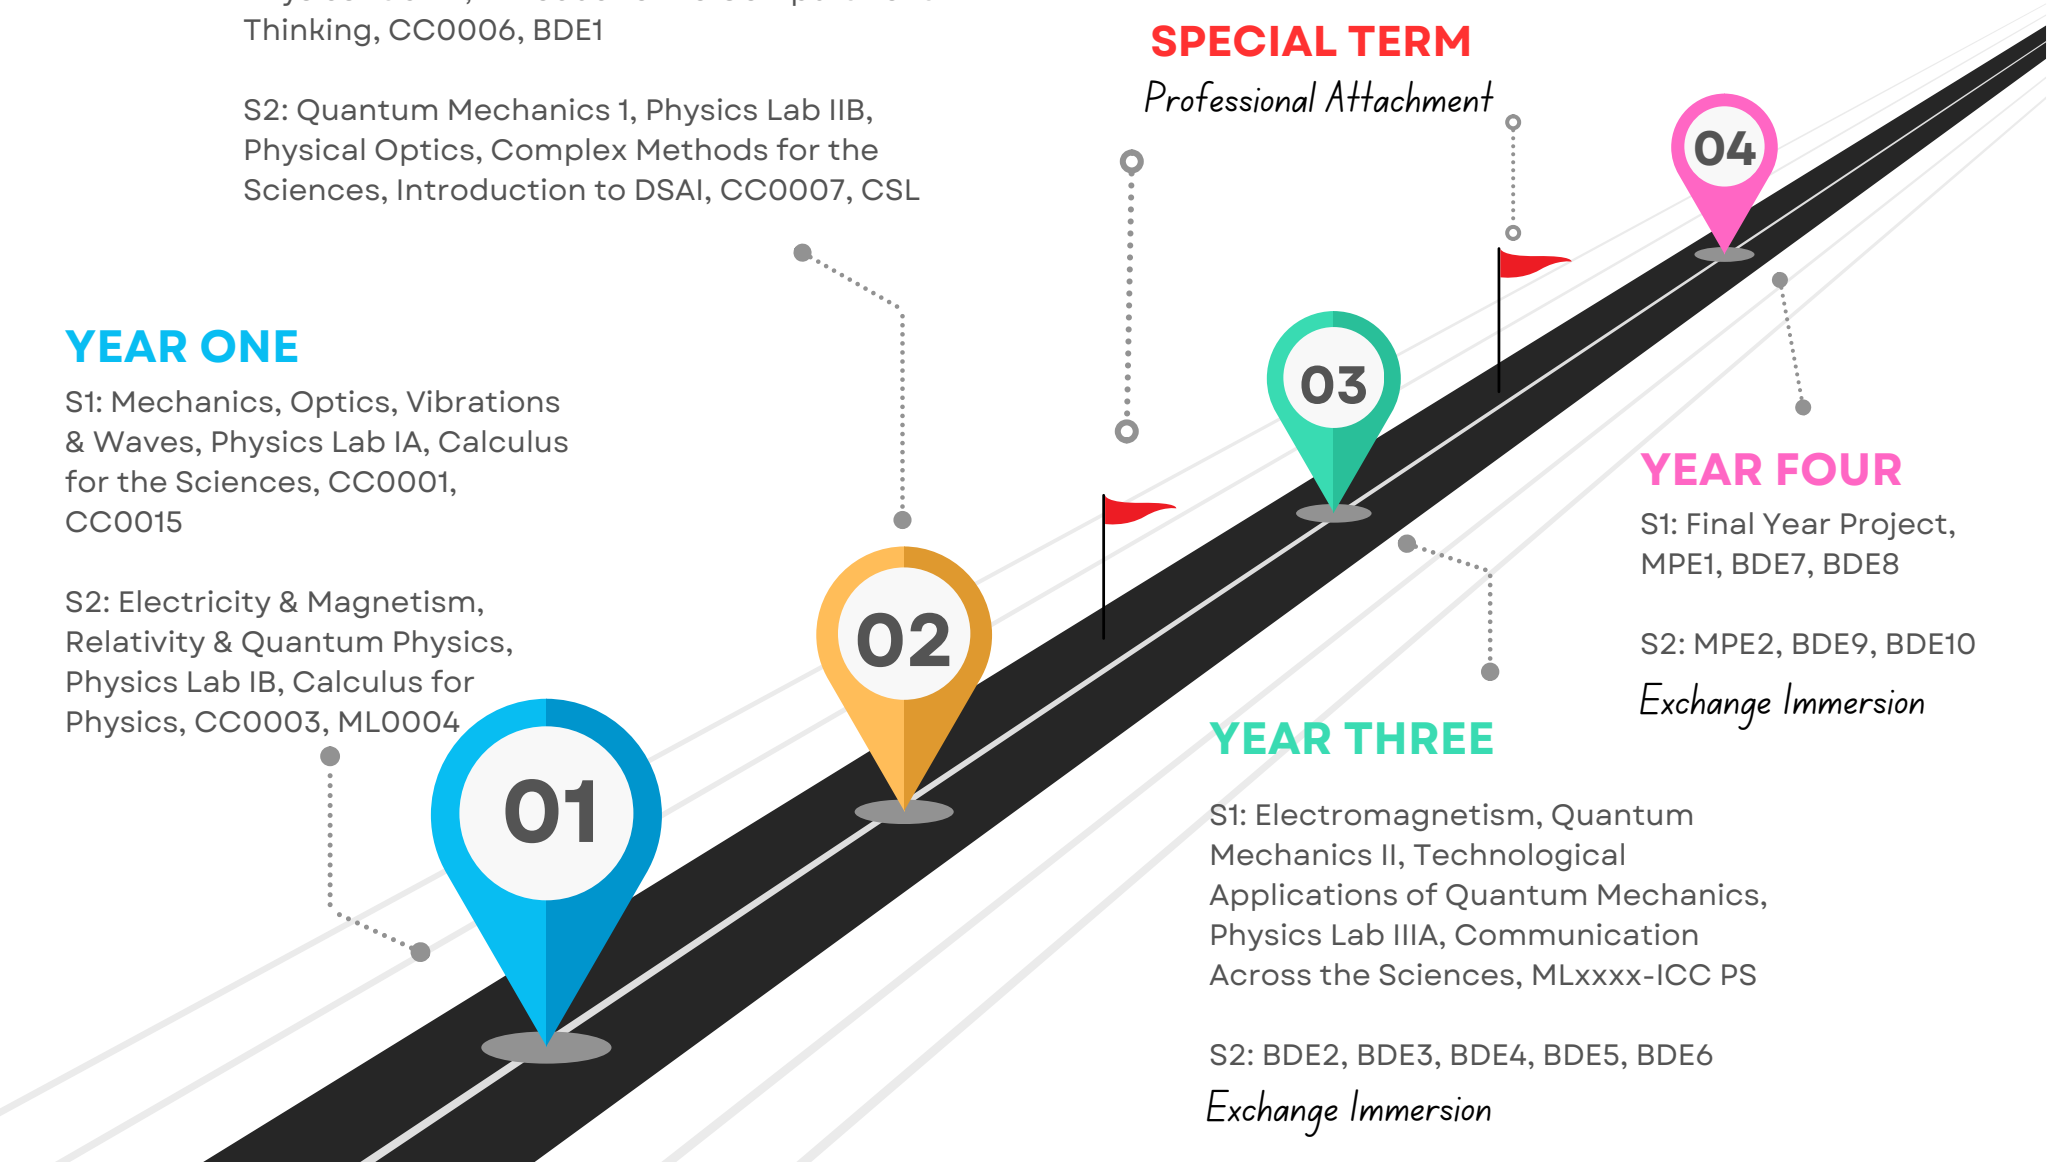 Thinking, CC0006, BDE1
S2: Quantum Mechanics 1, Physics Lab IIB,
Physical Optics, Complex Methods for the
Sciences, Introduction to DSAI, CC0007, CSL
SPECIAL TERM
Professional Attachment
YEAR ONE
S1: Mechanics, Optics, Vibrations
& Waves, Physics Lab IA, Calculus
for the Sciences, CC0001,
CC0015
S2: Electricity & Magnetism,
Relativity & Quantum Physics,
Physics Lab IB, Calculus for
Physics, CC0003, ML0004
01
02
03
04
YEAR THREE
S1: Electromagnetism, Quantum
Mechanics II, Technological
Applications of Quantum Mechanics,
Physics Lab IIIA, Communication
Across the Sciences, MLxxxx-ICC PS
S2: BDE2, BDE3, BDE4, BDE5, BDE6
Exchange Immersion
YEAR FOUR
S1: Final Year Project,
MPE1, BDE7, BDE8
S2: MPE2, BDE9, BDE10
Exchange Immersion